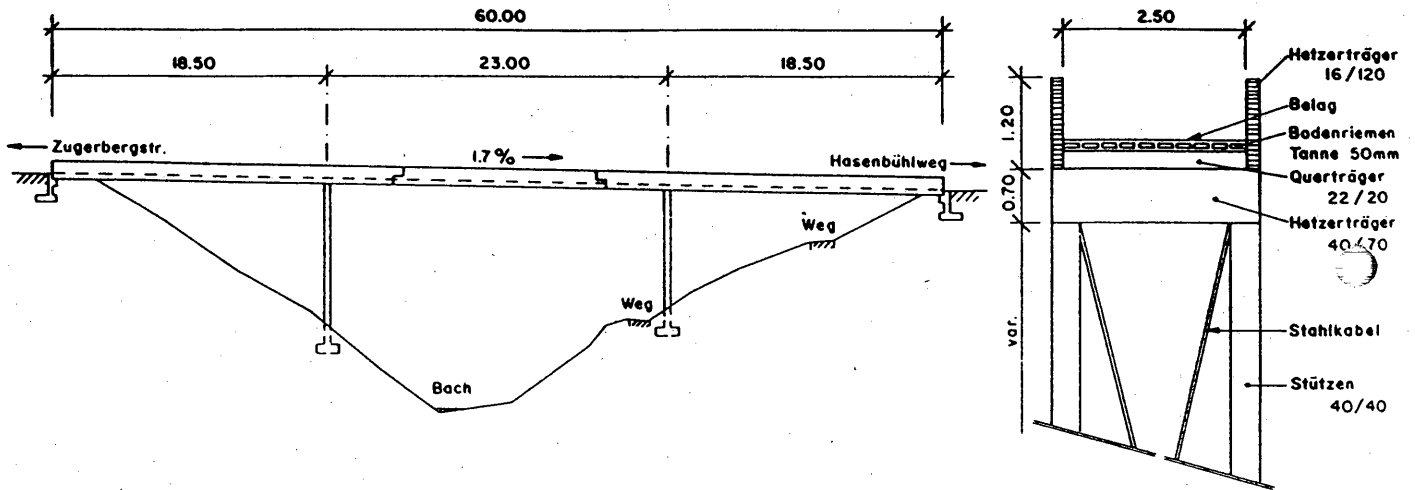 60.00
18.50
23.00
18.50
Zugerbergstr.
1.7%
Hasenbühlweg
Weg
Weg
Bach
2.50
1.20
0.70
var.
Hetzerträger
16/120
Belag
Bodenriemen
Tanne 50mm
Querträger
22/20
Hetzerträger
40/70
Stahlkabel
Stützen
40/40